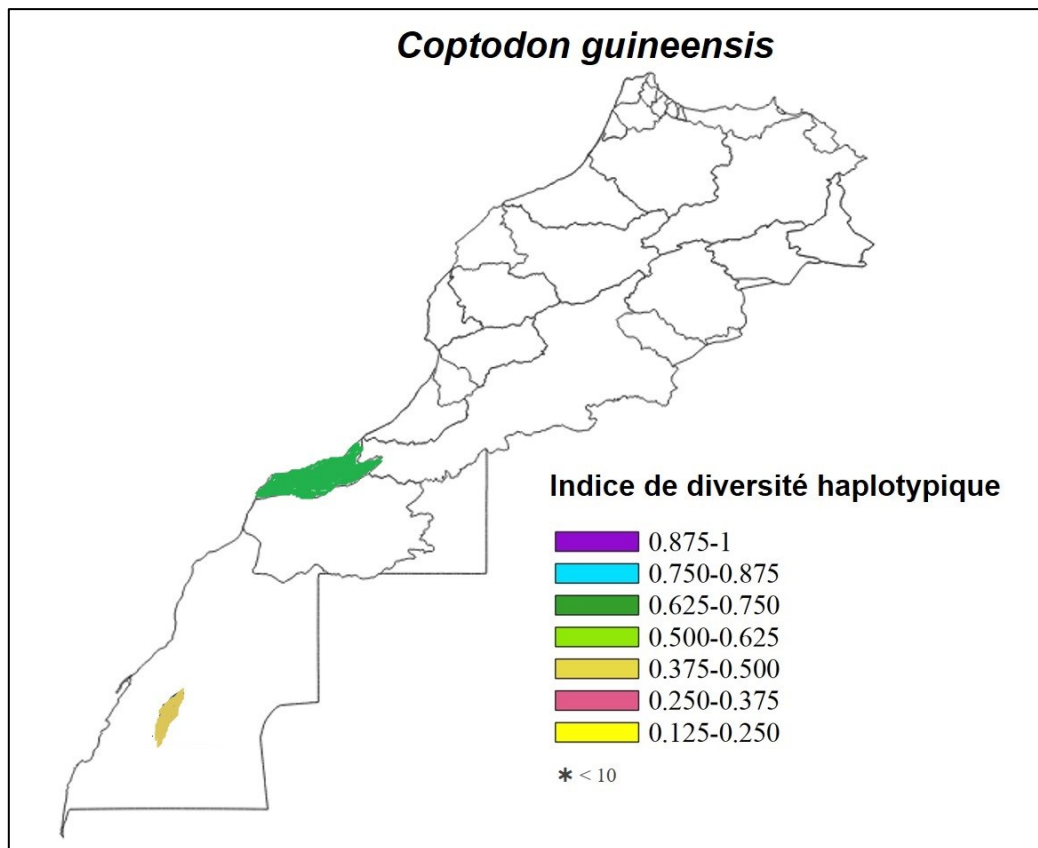 Coptodon guineensis
Indice de diversité haplotypique
0.875-1
0.750-0.875
0.625-0.750
0.500-0.625
0.375-0.500
0.250-0.375
0.125-0.250
✱ < 10